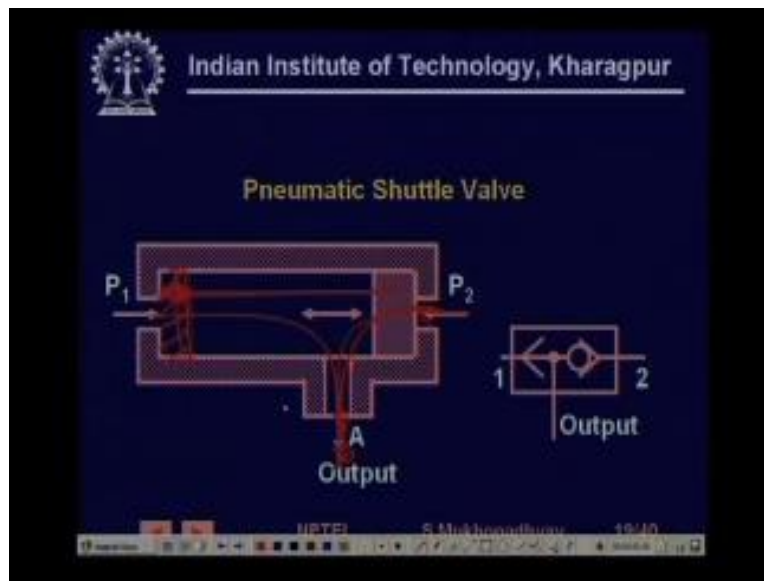 Indian Institute of Technology, Kharagpur
Pneumatic Shuttle Valve
P1
P2
1
2
Output
A
Output
NPTEL S.Mukhopadhyay 19/40